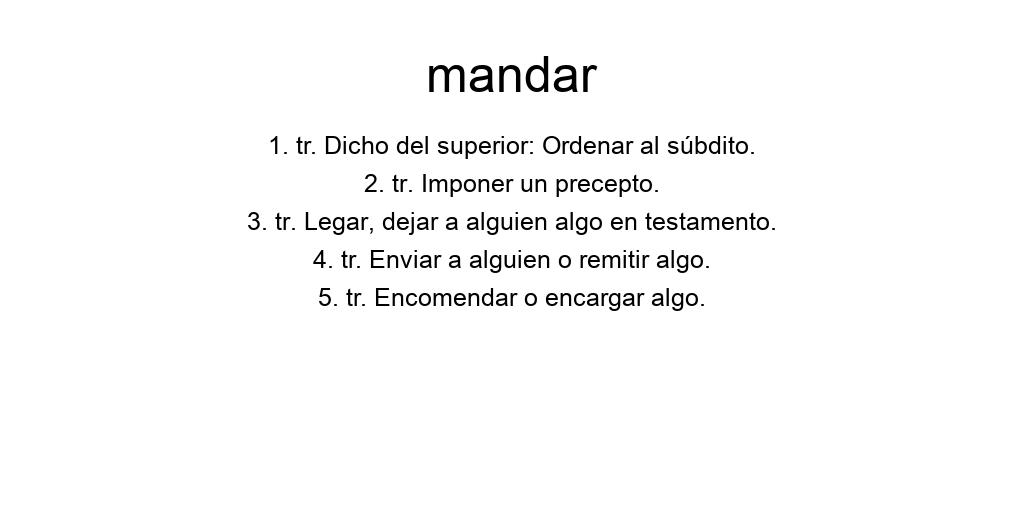 mandar
1. tr. Dicho del superior: Ordenar al súbdito.
2. tr. Imponer un precepto.
3. tr. Legar, dejar a alguien algo en testamento.
4. tr. Enviar a alguien o remitir algo.
5. tr. Encomendar o encargar algo.